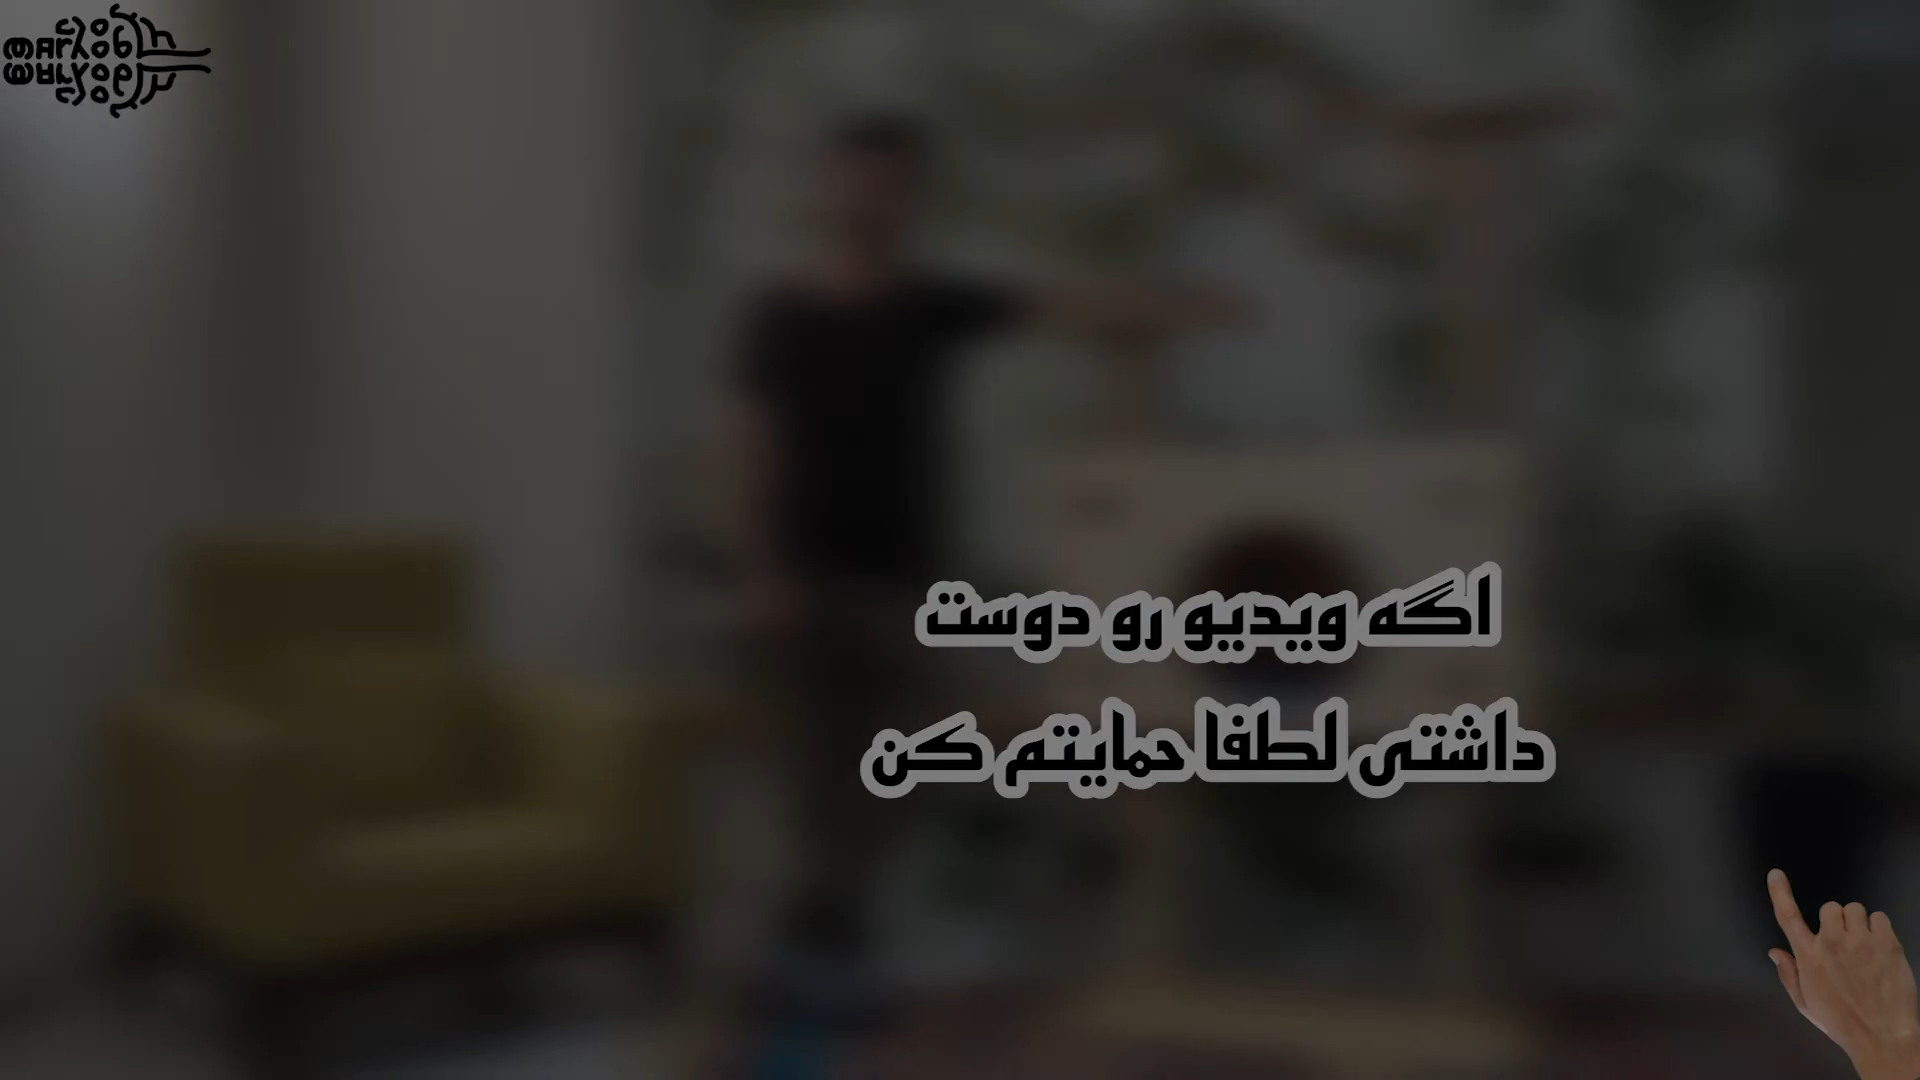 اگه ویدیو رو دوست
داشتی لطفا حمایتم کن